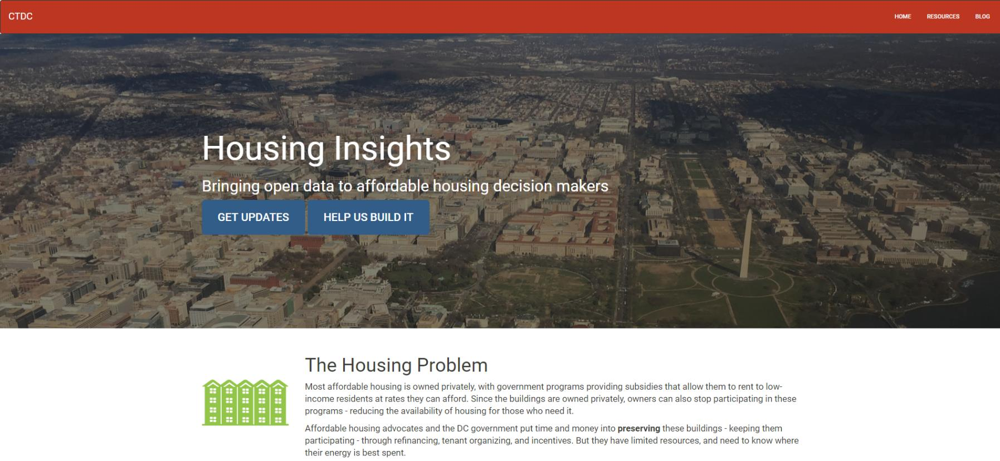 CTDC
HOME RESOURCES BLOG
Housing Insights
Bringing open data to affordable housing decision makers
GET UPDATES HELP US BUILD IT
The Housing Problem
Most affordable housing is owned privately, with government programs providing subsidies that allow them to rent to low-
income residents at rates they can afford. Since the buildings are owned privately, owners can also stop participating in these
programs - reducing the availability of housing for those who need it.
Affordable housing advocates and the DC government put time and money into preserving these buildings - keeping them
participating - through refinancing, tenant organizing, and incentives. But they have limited resources, and need to know where
their energy is best spent.